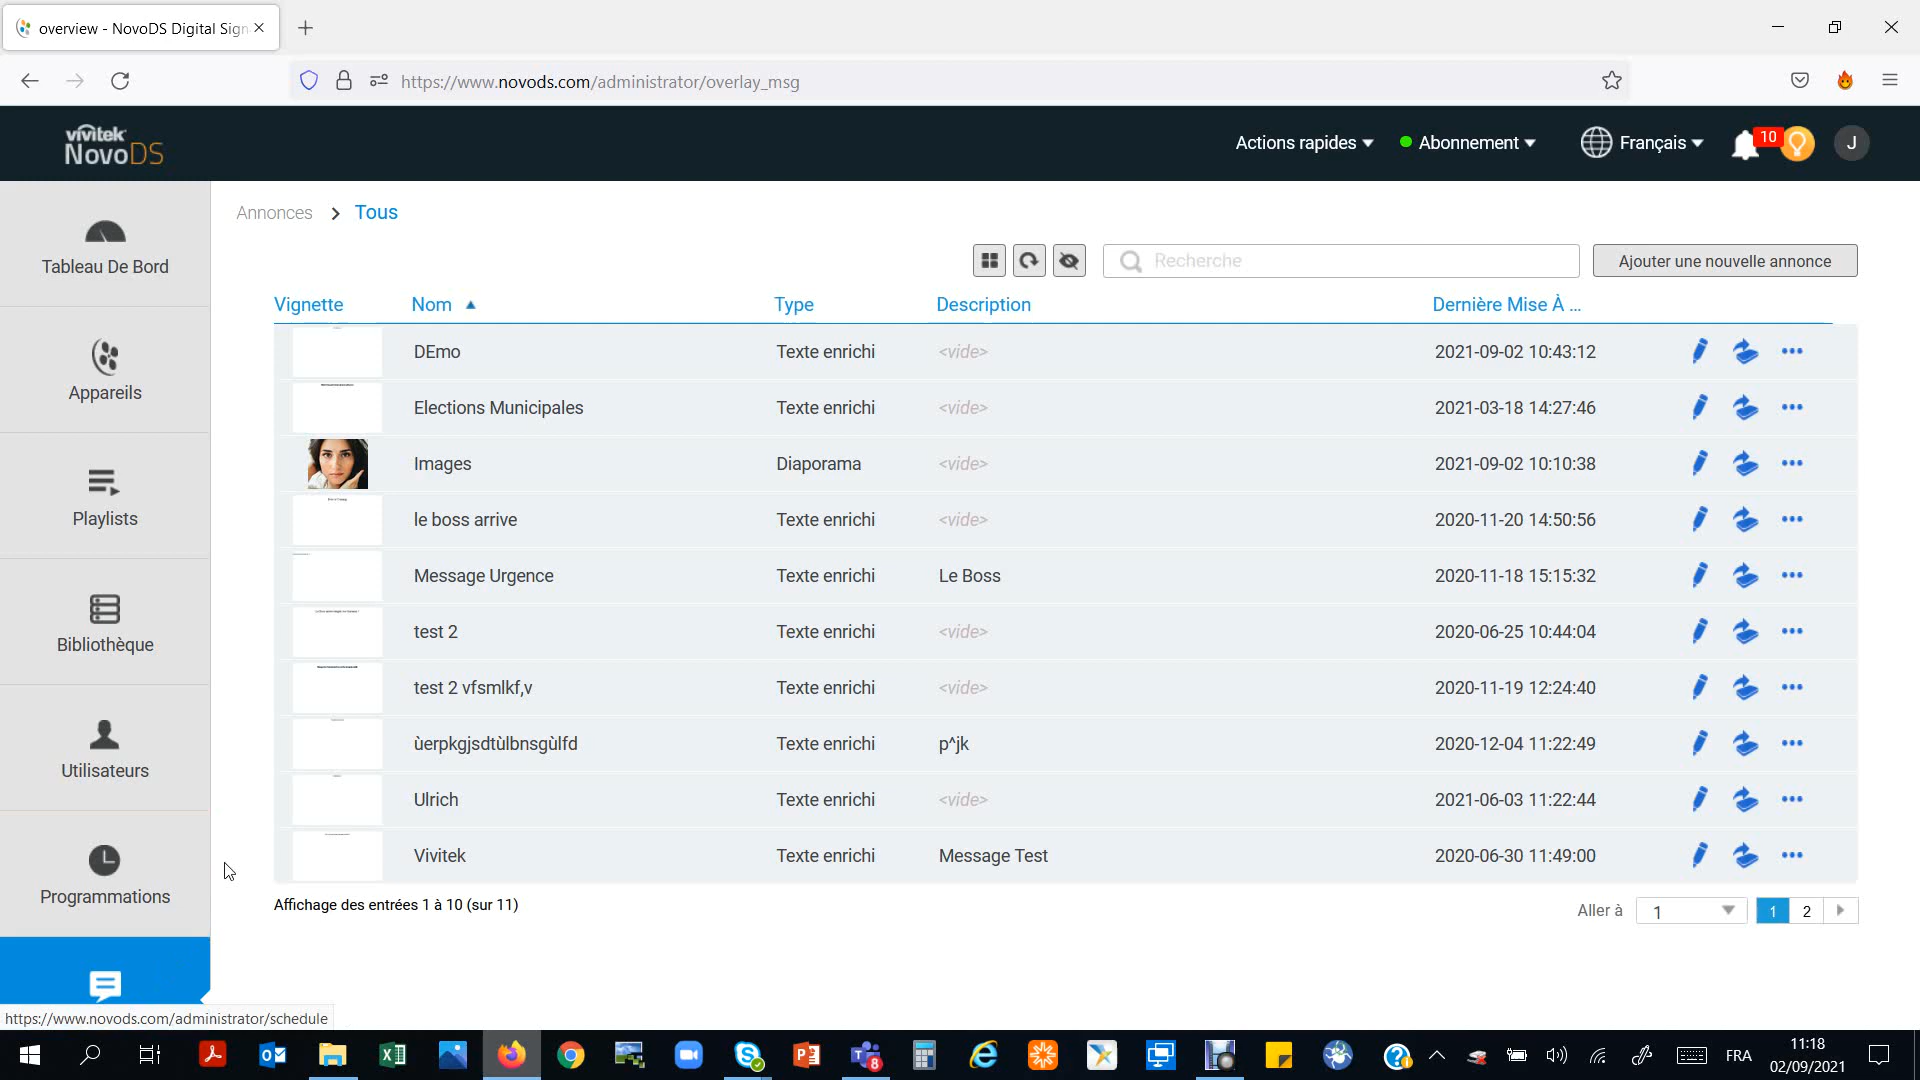 overview - NovoDS Digital Sign
https://www.novods.com/administrator/overlay_msg
vivitek
NovoDS
Actions rapides
Abonnement
Français
10
J
Tableau De Bord
Appareils
Playlists
Bibliothèque
Utilisateurs
Programmations
Annonces > Tous
Recherche
Ajouter une nouvelle annonce
Vignette Nom Type Description Dernière Mise À ...
DEmo Texte enrichi <vide> 2021-09-02 10:43:12
Elections Municipales Texte enrichi <vide> 2021-03-18 14:27:46
Images Diaporama <vide> 2021-09-02 10:10:38
le boss arrive Texte enrichi <vide> 2020-11-20 14:50:56
Message Urgence Texte enrichi Le Boss 2020-11-18 15:15:32
test 2 Texte enrichi <vide> 2020-06-25 10:44:04
test 2 vfsmlkf,v Texte enrichi <vide> 2020-11-19 12:24:40
ùerpkgjsdtùlbnsgùlfd Texte enrichi p^jk 2020-12-04 11:22:49
Ulrich Texte enrichi <vide> 2021-06-03 11:22:44
Vivitek Texte enrichi Message Test 2020-06-30 11:49:00
Affichage des entrées 1 à 10 (sur 11)
Aller à 1 1 2
https://www.novods.com/administrator/schedule
8
FRA
11:18
02/09/2021